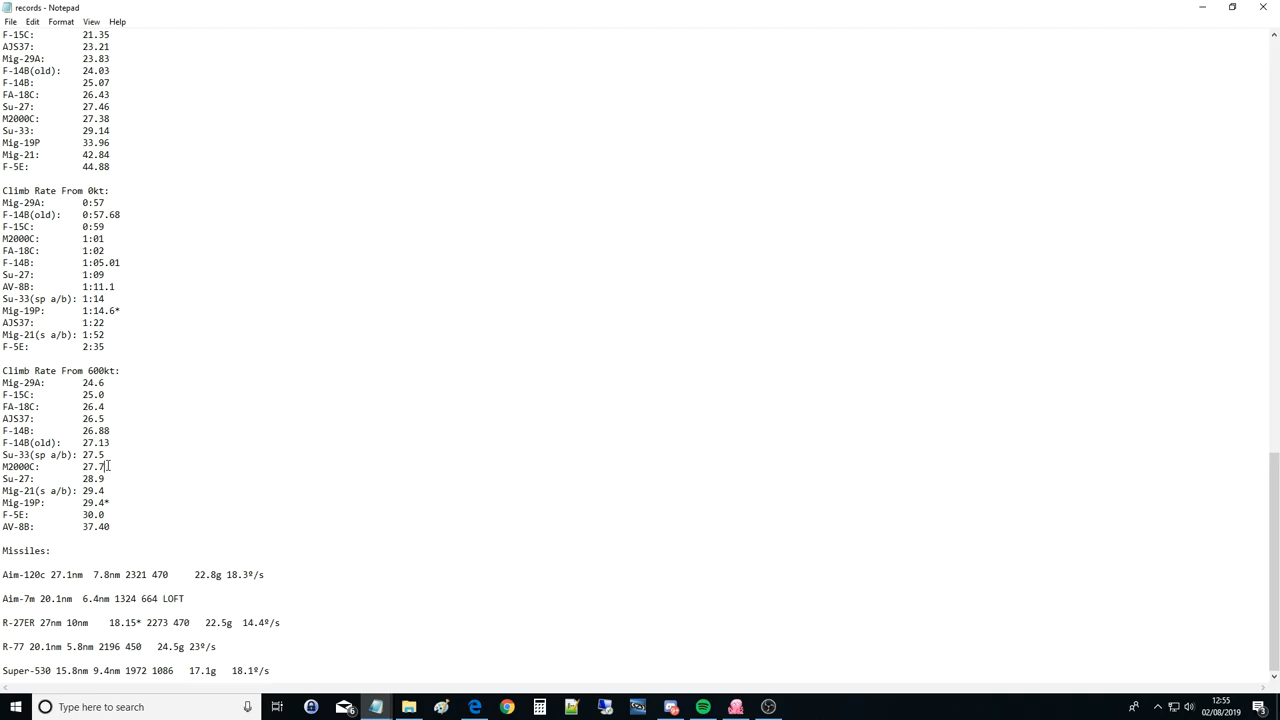 records - Notepad
File Edit Format View Help
F-15C: 21.35
AJS37: 23.21
Mig-29A: 23.83
F-14B(old): 24.03
F-14B: 25.07
FA-18C: 26.43
Su-27: 27.46
M2000C: 27.38
Su-33: 29.14
Mig-19P 33.96
Mig-21: 42.84
F-5E: 44.88
Climb Rate From 0kt:
Mig-29A: 0:57
F-14B(old): 0:57.68
F-15C: 0:59
M2000C: 1:01
FA-18C: 1:02
F-14B: 1:05.01
Su-27: 1:09
AV-8B: 1:11.1
Su-33(sp a/b): 1:14
Mig-19P: 1:14.6*
AJS37: 1:22
Mig-21(s a/b): 1:52
F-5E: 2:35
Climb Rate From 600kt:
Mig-29A: 24.6
F-15C: 25.0
FA-18C: 26.4
AJS37: 26.5
F-14B: 26.88
F-14B(old): 27.13
Su-33(sp a/b): 27.5
M2000C: 27.7
Su-27: 28.9
Mig-21(s a/b): 29.4
Mig-19P: 29.4*
F-5E: 30.0
AV-8B: 37.40
Missiles:
Aim-120c 27.1nm 7.8nm 2321 470 22.8g 18.3º/s
Aim-7m 20.1nm 6.4nm 1324 664 LOFT
R-27ER 27nm 10nm 18.15* 2273 470 22.5g 14.4º/s
R-77 20.1nm 5.8nm 2196 450 24.5g 23º/s
Super-530 15.8nm 9.4nm 1972 1086 17.1g 18.1º/s
Type here to search
6
12:55
02/08/2019
3